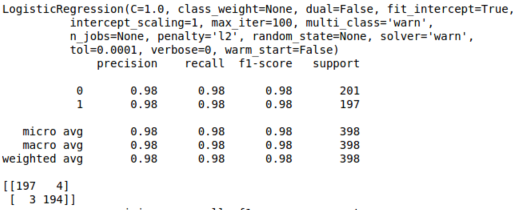 LogisticRegression(C=1.0, class_weight=None, dual=False, fit_intercept=True,
intercept_scaling=1, max_iter=100, multi_class='warn',
n_jobs=None, penalty='l2', random_state=None, solver='warn',
tol=0.0001, verbose=0, warm_start=False)
precision recall f1-score support
0 0.98 0.98 0.98 201
1 0.98 0.98 0.98 197
micro avg 0.98 0.98 0.98 398
macro avg 0.98 0.98 0.98 398
weighted avg 0.98 0.98 0.98 398
[[197 4]
[ 3 194]]